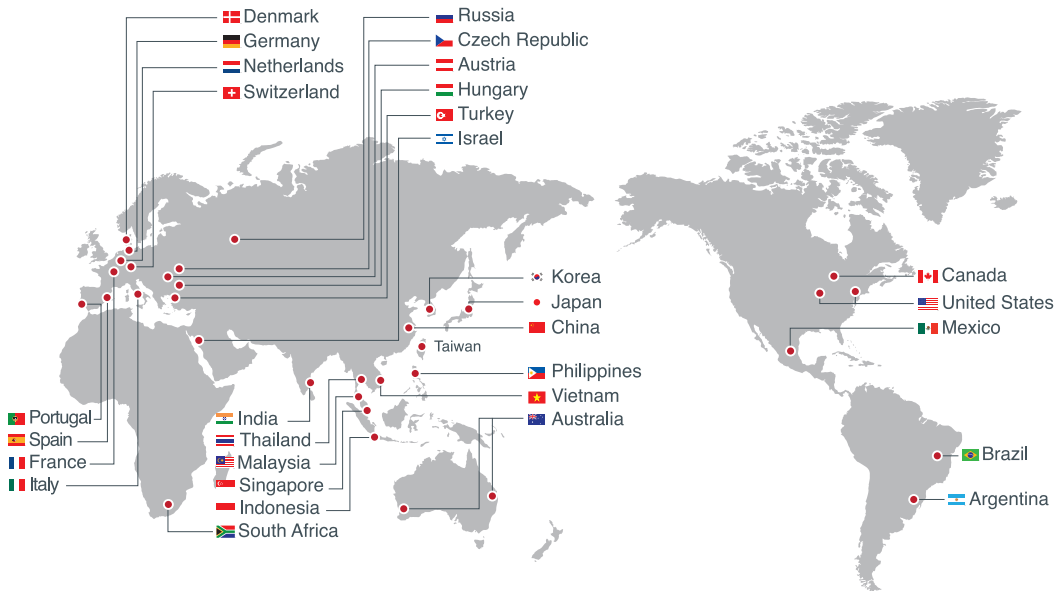 Denmark
Germany
Netherlands
Switzerland
Russia
Czech Republic
Austria
Hungary
Turkey
Israel
Korea
Japan
China
Taiwan
Philippines
Vietnam
Australia
Canada
United States
Mexico
Portugal
Spain
France
Italy
India
Thailand
Malaysia
Singapore
Indonesia
South Africa
Brazil
Argentina